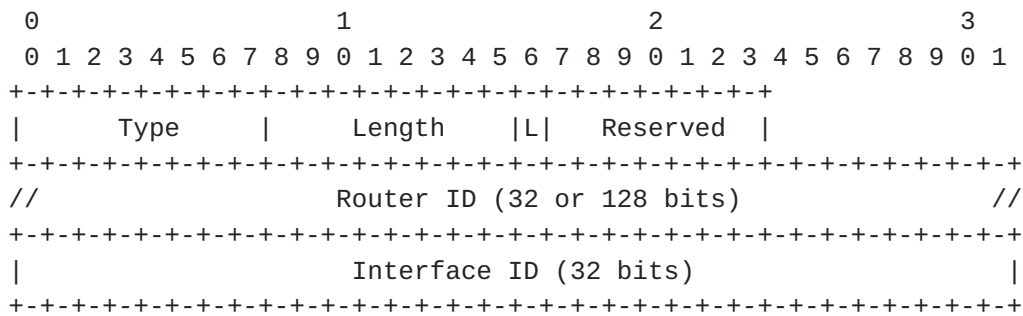 0                   1                   2                   3
 0 1 2 3 4 5 6 7 8 9 0 1 2 3 4 5 6 7 8 9 0 1 2 3 4 5 6 7 8 9 0 1
+-+-+-+-+-+-+-+-+-+-+-+-+-+-+-+-+-+-+-+-+-+-+-+-+
|      Type     |     Length    |L|   Reserved  |
+-+-+-+-+-+-+-+-+-+-+-+-+-+-+-+-+-+-+-+-+-+-+-+-+-+-+-+-+-+-+-+-+
//                   Router ID (32 or 128 bits)                //
+-+-+-+-+-+-+-+-+-+-+-+-+-+-+-+-+-+-+-+-+-+-+-+-+-+-+-+-+-+-+-+-+
|                     Interface ID (32 bits)                    |
+-+-+-+-+-+-+-+-+-+-+-+-+-+-+-+-+-+-+-+-+-+-+-+-+-+-+-+-+-+-+-+-+